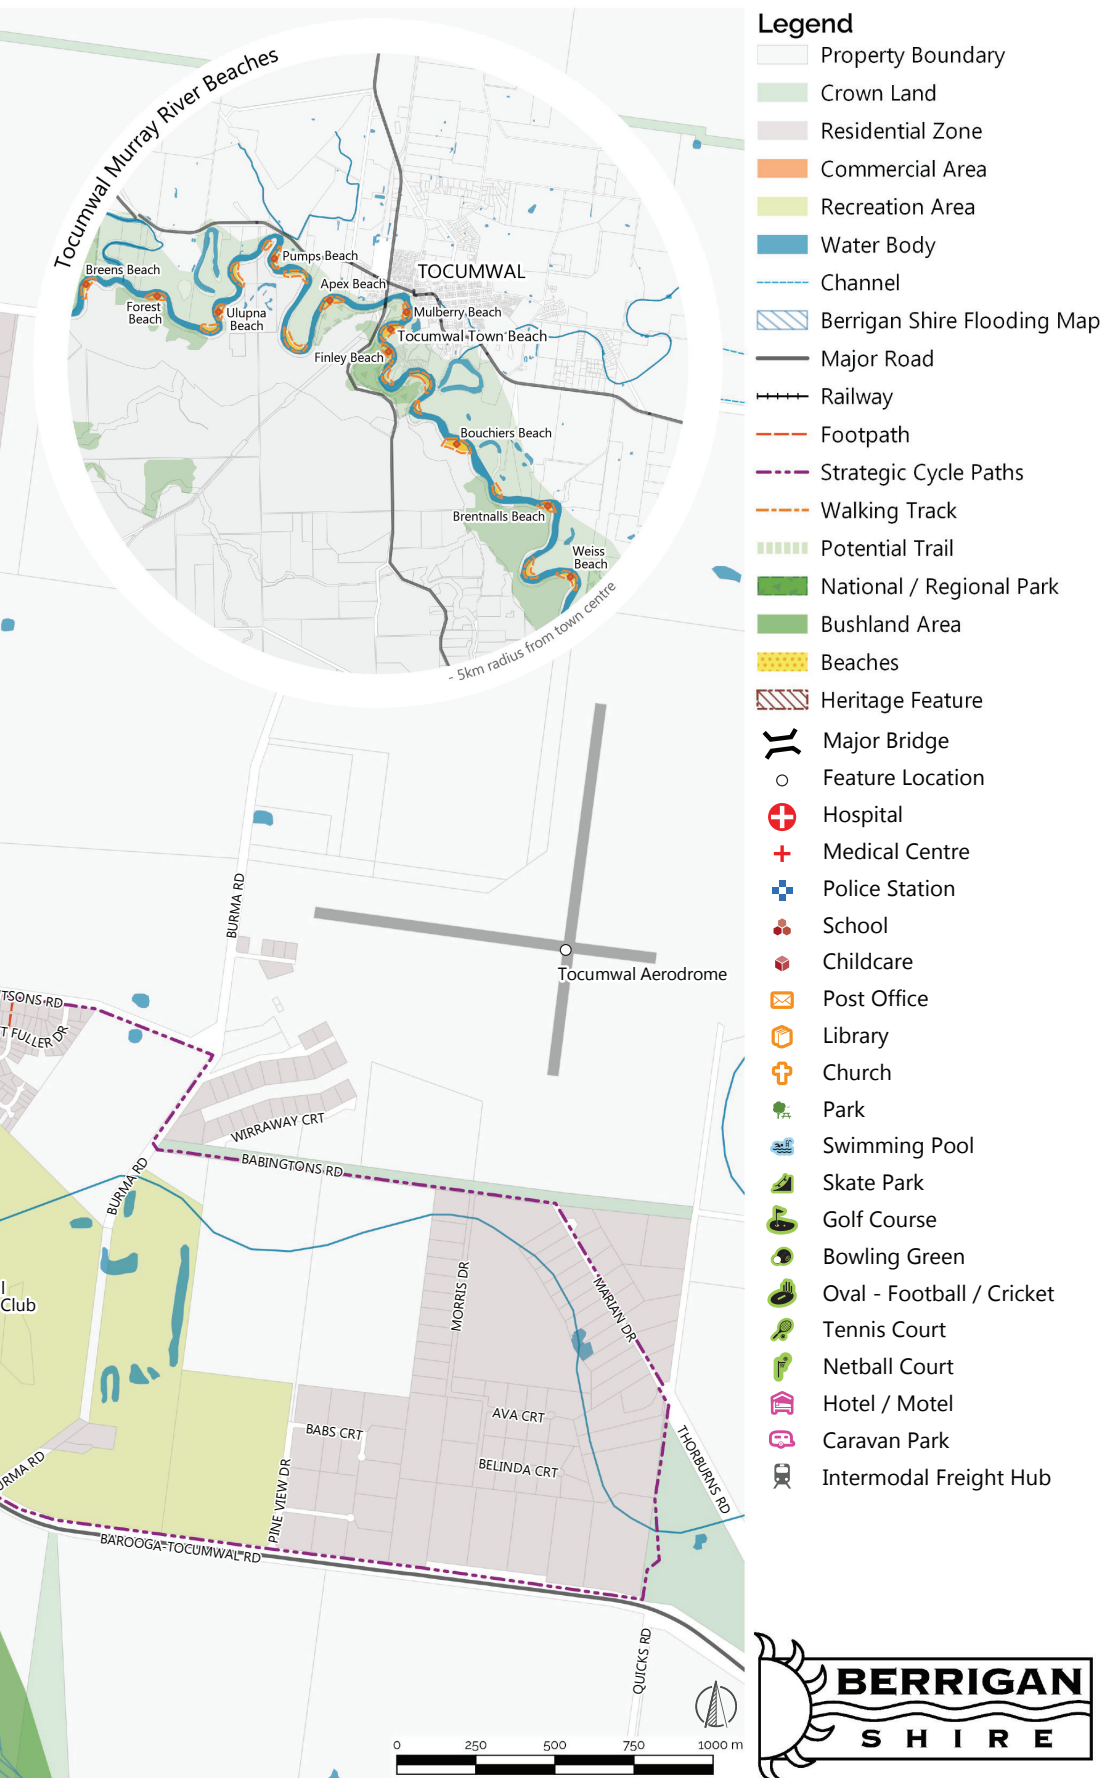 Tocumwal Murray River Beaches
Breens Beach
Forest
Beach
Ulupna
Beach
Pumps Beach
Apex Beach
TOCUMWAL
Mulberry Beach
Tocumwal Town Beach
Finley Beach
Bouchiers Beach
Brentnalls Beach
Weiss
Beach
- 5km radius from town centre
BURMA RD
Tocumwal Aerodrome
TSONS RD
T FULLER DR
WIRRAWAY CRT
BABINGTONS RD
BURMA RD
MORRIS DR
MARIAN DR
l
Club
AVA CRT
BABS CRT
BELINDA CRT
THORBURNS RD
URMA RD
PINE VIEW DR
BAROOGA-TOCUMWAL RD
QUICKS RD
0 250 500 750 1000 m
Legend
Property Boundary
Crown Land
Residential Zone
Commercial Area
Recreation Area
Water Body
Channel
Berrigan Shire Flooding Map
Major Road
Railway
Footpath
Strategic Cycle Paths
Walking Track
Potential Trail
National / Regional Park
Bushland Area
Beaches
Heritage Feature
Major Bridge
Feature Location
Hospital
Medical Centre
Police Station
School
Childcare
Post Office
Library
Church
Park
Swimming Pool
Skate Park
Golf Course
Bowling Green
Oval - Football / Cricket
Tennis Court
Netball Court
Hotel / Motel
Caravan Park
Intermodal Freight Hub
BERRIGAN
SHIRE